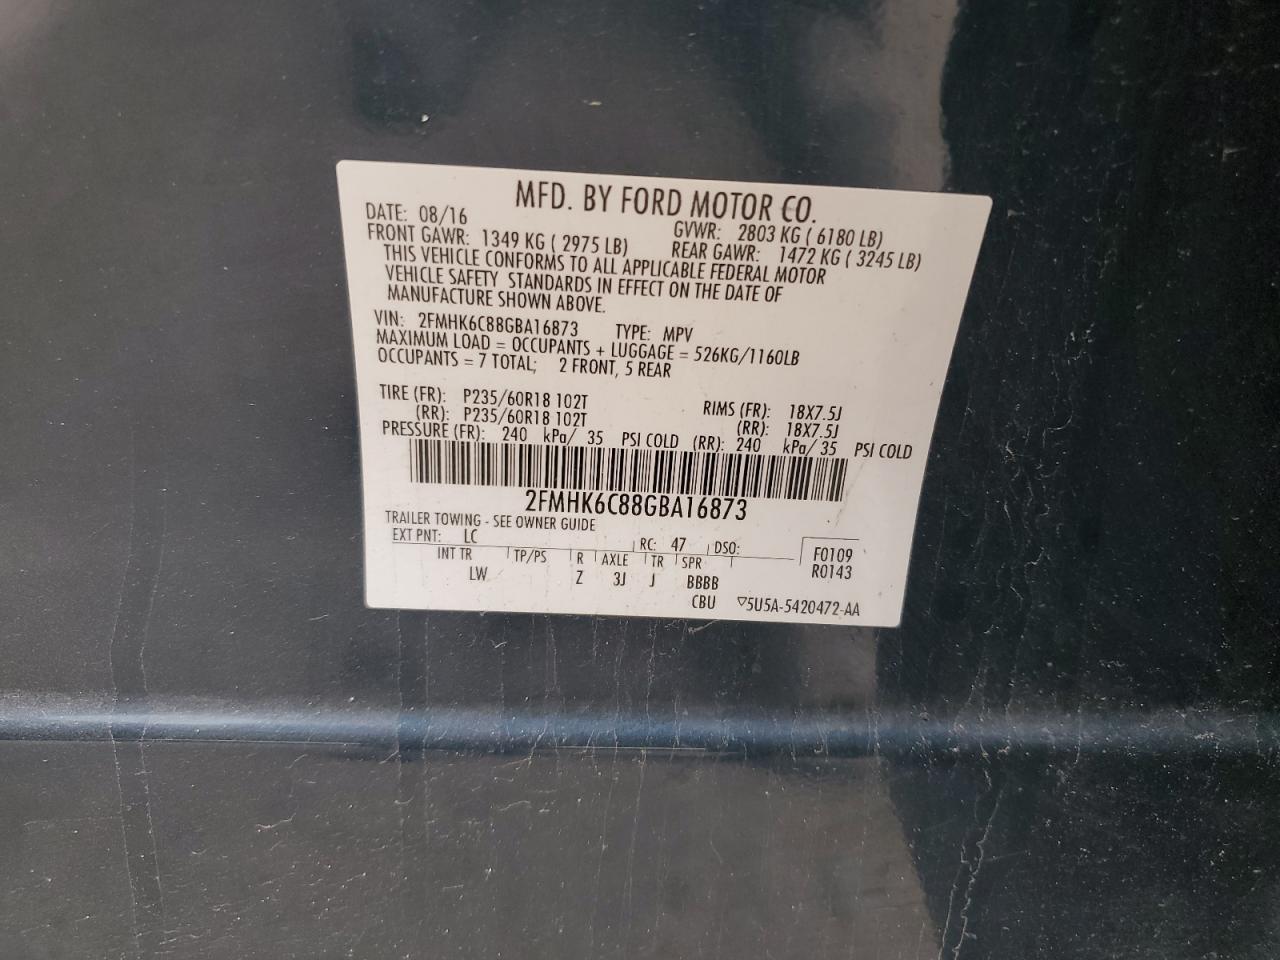 MFD. BY FORD MOTOR CO.
DATE: 08/16 GVWR: 2803 KG ( 6180 LB)
FRONT GAWR: 1349 KG ( 2975 LB) REAR GAWR: 1472 KG ( 3245 LB)
THIS VEHICLE CONFORMS TO ALL APPLICABLE FEDERAL MOTOR
VEHICLE SAFETY STANDARDS IN EFFECT ON THE DATE OF
MANUFACTURE SHOWN ABOVE.
VIN: 2FMHK6C88GBA16873 TYPE: MPV
MAXIMUM LOAD = OCCUPANTS + LUGGAGE = 526KG/1160LB
OCCUPANTS = 7 TOTAL; 2 FRONT, 5 REAR
TIRE (FR): P235/60R18 102T RIMS (FR): 18X7.5J
(RR): P235/60R18 102T (RR): 18X7.5J
PRESSURE (FR): 240 kPa/ 35 PSI COLD (RR): 240 kPa/ 35 PSI COLD
2FMHK6C88GBA16873
TRAILER TOWING - SEE OWNER GUIDE
EXT PNT: LC RC: 47 DSO: F0109
INT TR TP/PS R AXLE TR SPR R0143
LW Z 3J J BBBB
CBU ▽5U5A-5420472-AA